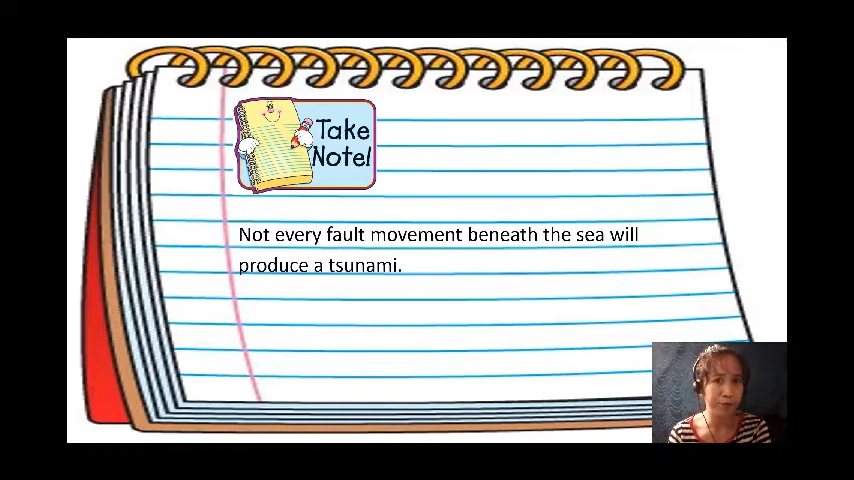 Take
Note!
Not every fault movement beneath the sea will
produce a tsunami.